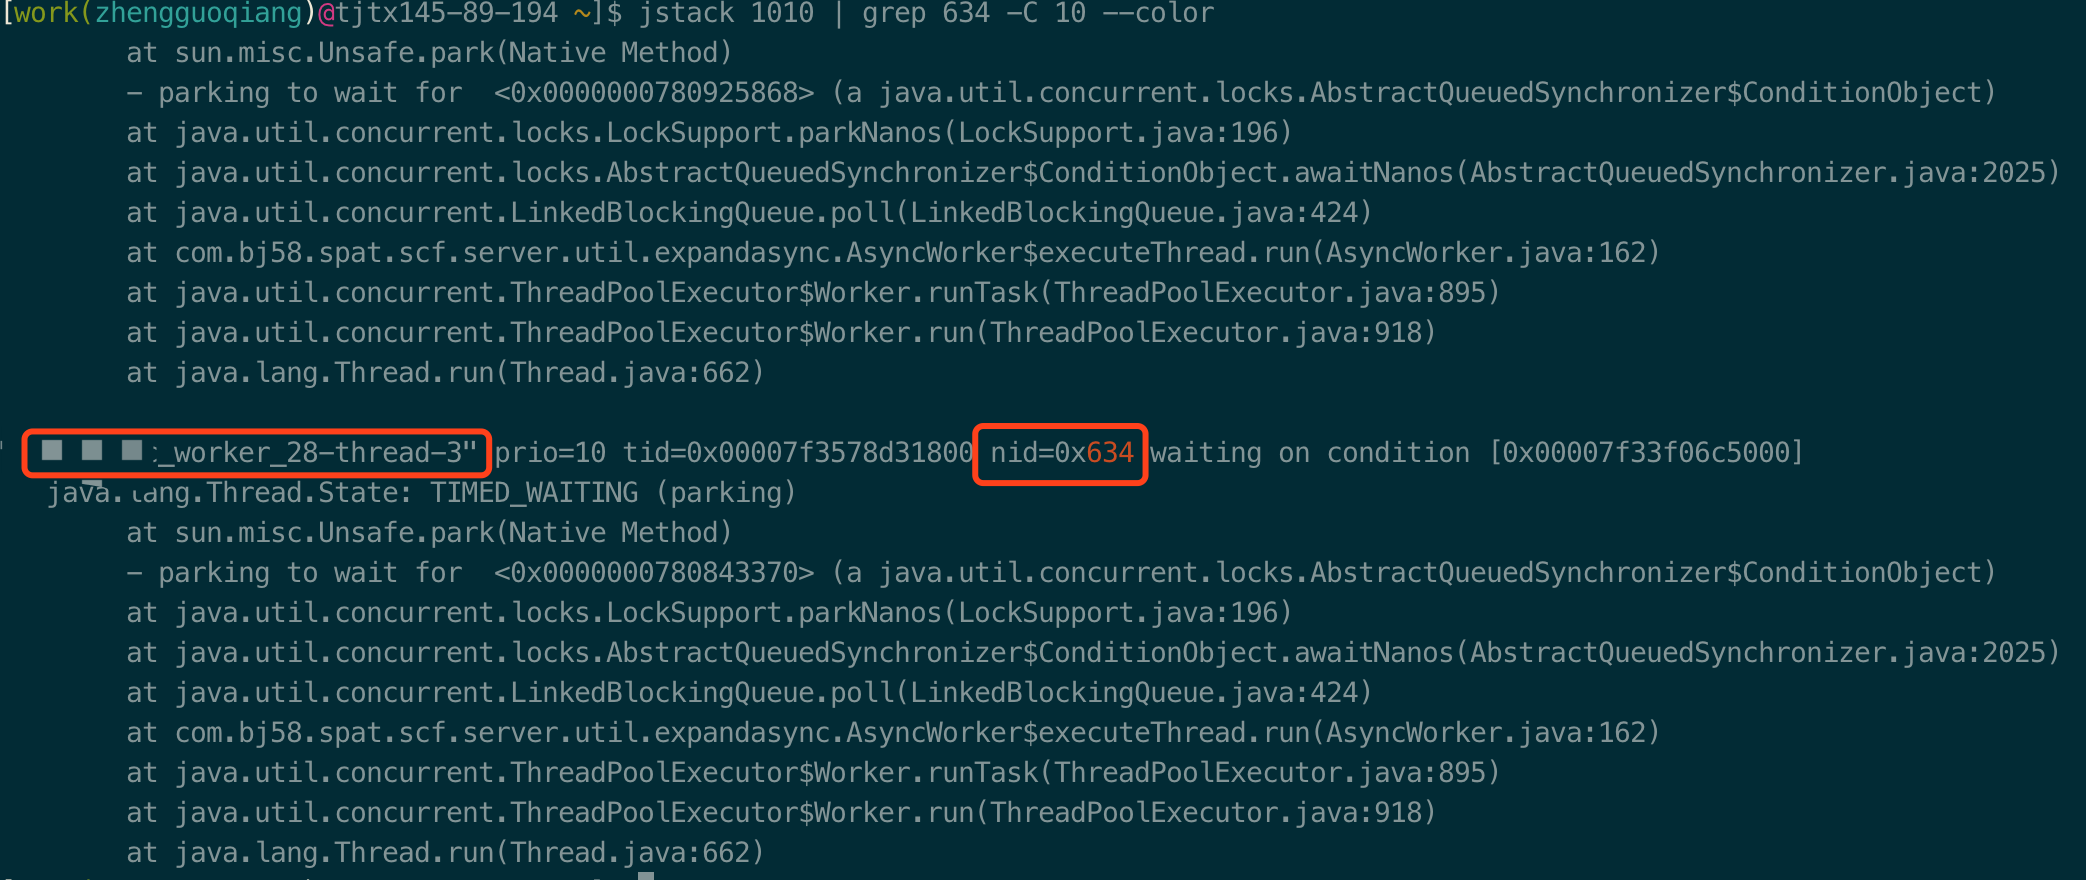 [work(zhengguoqiang)@tjtx145-89-194 ~]$ jstack 1010 | grep 634 -C 10 --color
at sun.misc.Unsafe.park(Native Method)
- parking to wait for  <0x0000000780925868> (a java.util.concurrent.locks.AbstractQueuedSynchronizer$ConditionObject)
at java.util.concurrent.locks.LockSupport.parkNanos(LockSupport.java:196)
at java.util.concurrent.locks.AbstractQueuedSynchronizer$ConditionObject.awaitNanos(AbstractQueuedSynchronizer.java:2025)
at java.util.concurrent.LinkedBlockingQueue.poll(LinkedBlockingQueue.java:424)
at com.bj58.spat.scf.server.util.expandasync.AsyncWorker$executeThread.run(AsyncWorker.java:162)
at java.util.concurrent.ThreadPoolExecutor$Worker.runTask(ThreadPoolExecutor.java:895)
at java.util.concurrent.ThreadPoolExecutor$Worker.run(ThreadPoolExecutor.java:918)
at java.lang.Thread.run(Thread.java:662)
_worker_28-thread-3" prio=10 tid=0x00007f3578d31800 nid=0x634 waiting on condition [0x00007f33f06c5000]
java.lang.Thread.State: TIMED_WAITING (parking)
at sun.misc.Unsafe.park(Native Method)
- parking to wait for  <0x0000000780843370> (a java.util.concurrent.locks.AbstractQueuedSynchronizer$ConditionObject)
at java.util.concurrent.locks.LockSupport.parkNanos(LockSupport.java:196)
at java.util.concurrent.locks.AbstractQueuedSynchronizer$ConditionObject.awaitNanos(AbstractQueuedSynchronizer.java:2025)
at java.util.concurrent.LinkedBlockingQueue.poll(LinkedBlockingQueue.java:424)
at com.bj58.spat.scf.server.util.expandasync.AsyncWorker$executeThread.run(AsyncWorker.java:162)
at java.util.concurrent.ThreadPoolExecutor$Worker.runTask(ThreadPoolExecutor.java:895)
at java.util.concurrent.ThreadPoolExecutor$Worker.run(ThreadPoolExecutor.java:918)
at java.lang.Thread.run(Thread.java:662)